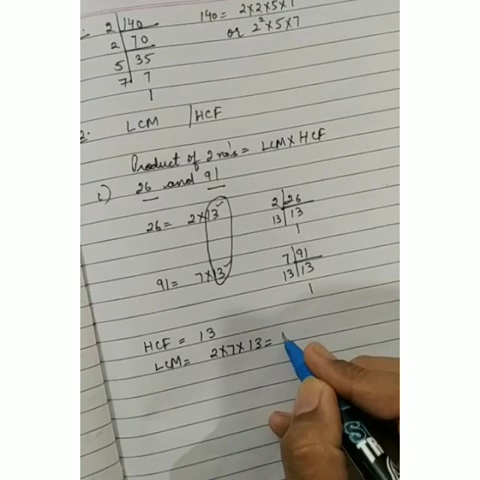 2 | 140
2 | 70
5 | 35
7 | 7
1
140 = 2×2×5×7
or 2²×5×7
2. LCM | HCF
Product of 2 no's = LCM × HCF
i) 26 and 91
26 = 2×13
2 | 26
13 | 13
1
91 = 7×13
7 | 91
13 | 13
1
HCF = 13
LCM = 2×7×13 = 1